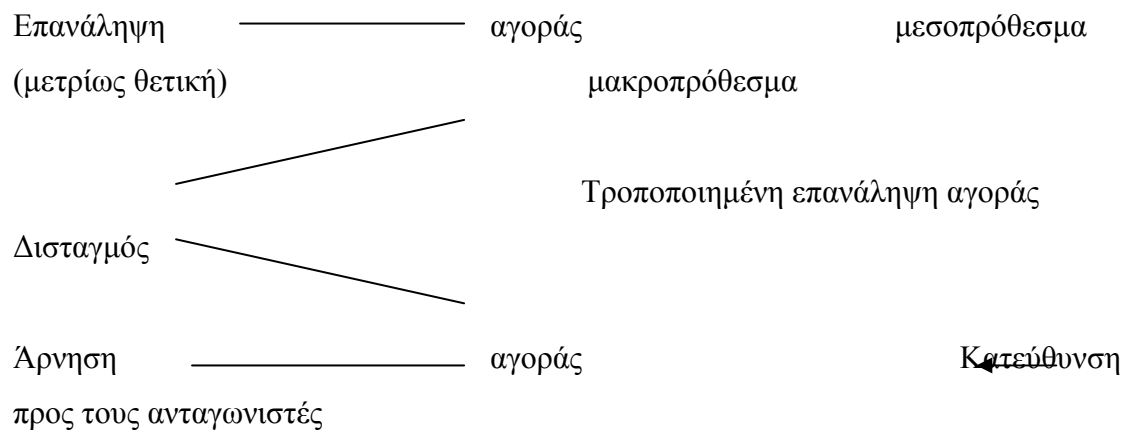 Επανάληψη αγοράς μεσοπρόθεσμα
(μετρίως θετική) μακροπρόθεσμα
Τροποποιημένη επανάληψη αγοράς
Δισταγμός
Άρνηση αγοράς Κατεύθυνση
προς τους ανταγωνιστές